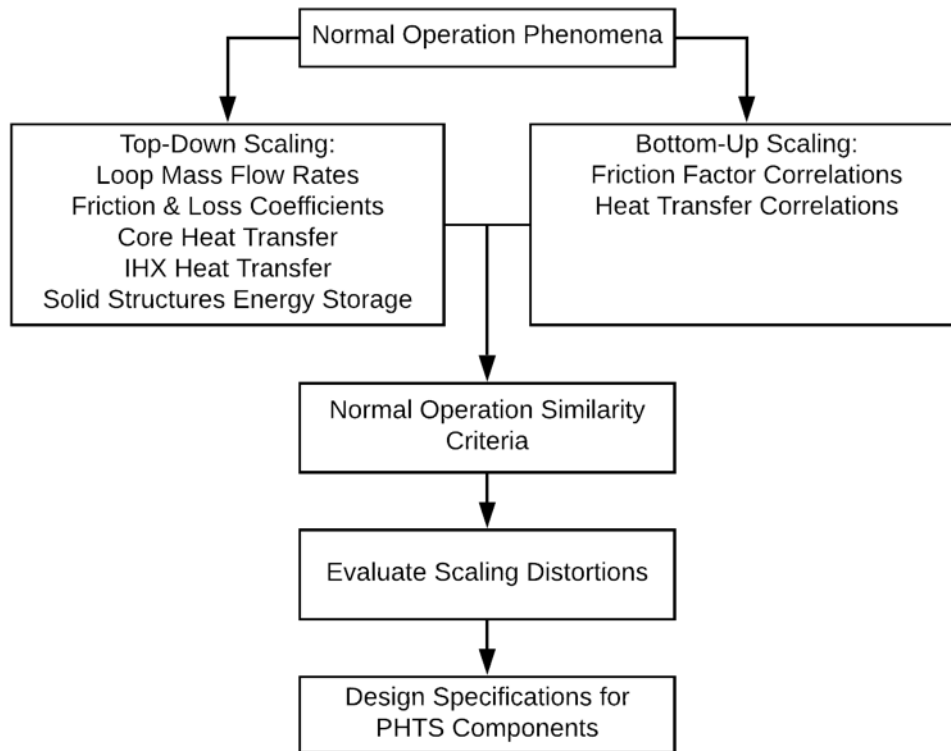 Normal Operation Phenomena
Top-Down Scaling:
Loop Mass Flow Rates
Friction & Loss Coefficients
Core Heat Transfer
IHX Heat Transfer
Solid Structures Energy Storage
Bottom-Up Scaling:
Friction Factor Correlations
Heat Transfer Correlations
Normal Operation Similarity
Criteria
Evaluate Scaling Distortions
Design Specifications for
PHTS Components